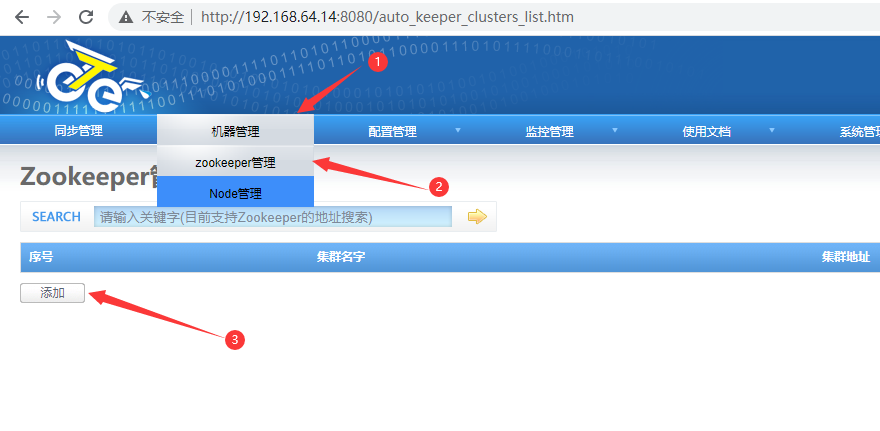 不安全 http://192.168.64.14:8080/auto_keeper_clusters_list.htm
1
同步管理 机器管理 配置管理 监控管理 使用文档 系统管
zookeeper管理
2
Zookeeper
Node管理
SEARCH 请输入关键字(目前支持Zookeeper的地址搜索)
序号 集群名字 集群地址
添加
3